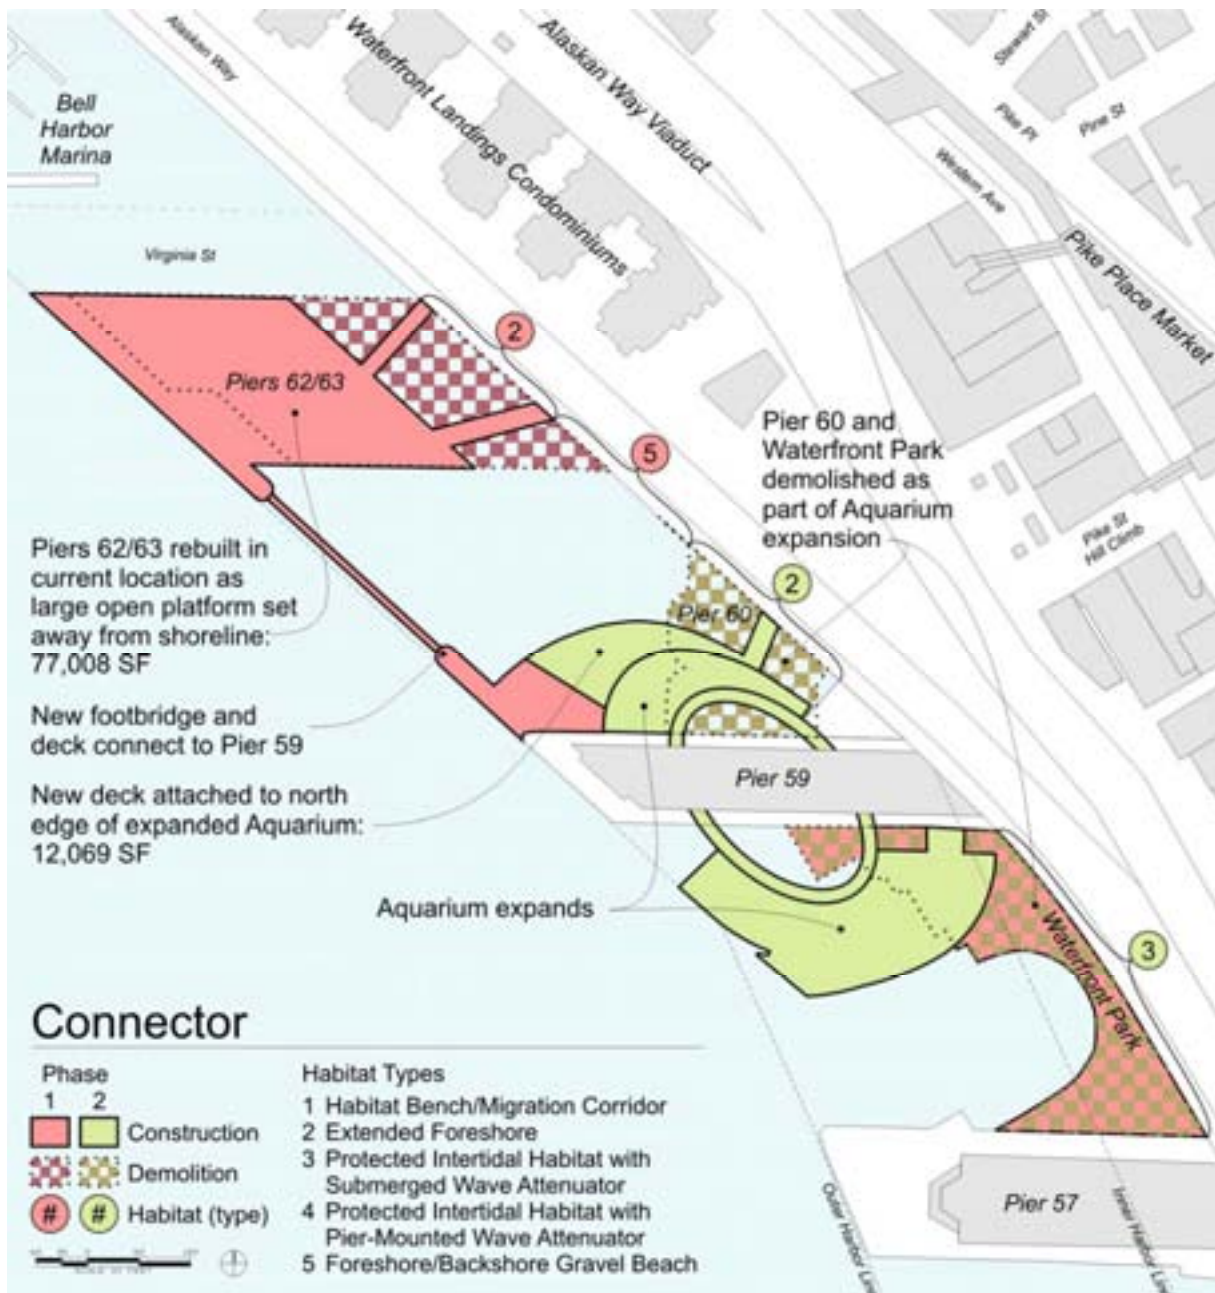 Alaskan Way
Bell
Harbor
Marina
Waterfront Landings Condominiums
Alaskan Way Viaduct
Stewart St
Pike Pl
Pine St
Western Ave
Pike Place Market
Virginia St
2
Piers 62/63
5
Pier 60 and
Waterfront Park
demolished as
part of Aquarium
expansion
Pike St
Hill Climb
Piers 62/63 rebuilt in
current location as
large open platform set
away from shoreline:
77,008 SF
2
Pier 60
New footbridge and
deck connect to Pier 59
Pier 59
New deck attached to north
edge of expanded Aquarium:
12,069 SF
Aquarium expands
Waterfront Park
3
Connector
Phase
1 2
Construction
Demolition
# # Habitat (type)
Habitat Types
1 Habitat Bench/Migration Corridor
2 Extended Foreshore
3 Protected Intertidal Habitat with
Submerged Wave Attenuator
4 Protected Intertidal Habitat with
Pier-Mounted Wave Attenuator
5 Foreshore/Backshore Gravel Beach
Outer Harbor Line
Inner Harbor Line
Pier 57
SCALE IN FEET